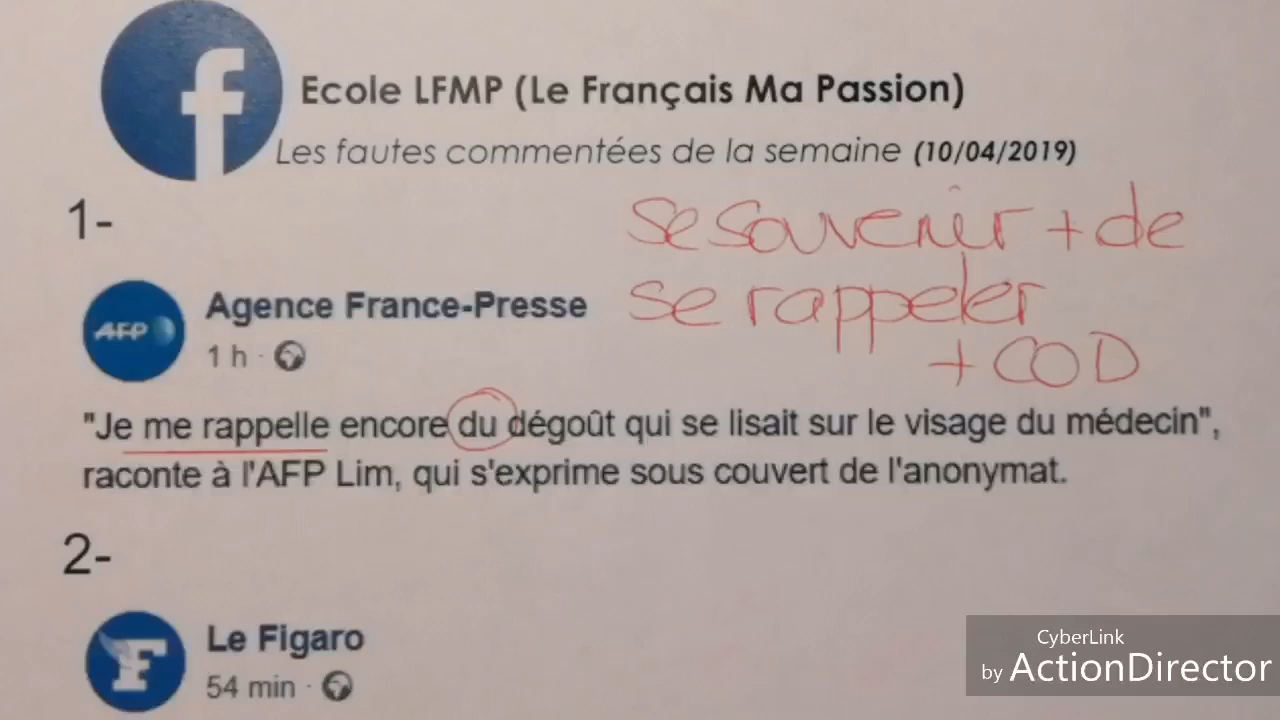 f
Ecole LFMP (Le Français Ma Passion)
Les fautes commentées de la semaine (10/04/2019)
1-
se souvenir + de
se rappeler
+ COD
AFP
Agence France-Presse
1 h ·
"Je me rappelle encore du dégoût qui se lisait sur le visage du médecin",
raconte à l'AFP Lim, qui s'exprime sous couvert de l'anonymat.
2-
F
Le Figaro
54 min ·
CyberLink
by ActionDirector